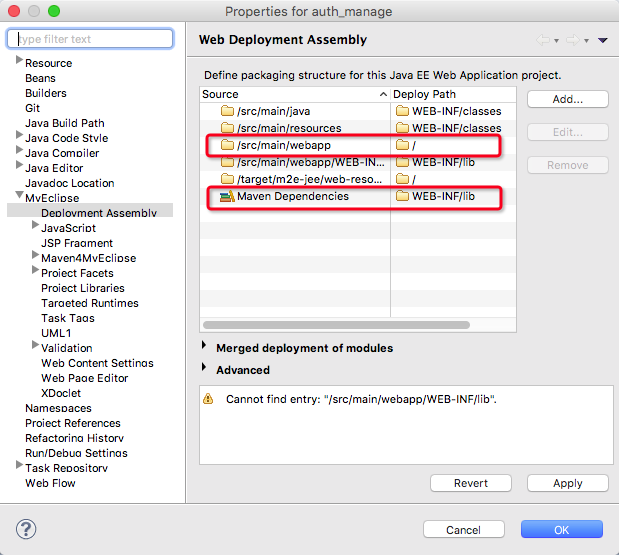 Properties for auth_manage
type filter text
Resource
Beans
Builders
Git
Java Build Path
Java Code Style
Java Compiler
Java Editor
Javadoc Location
MyEclipse
Deployment Assembly
JavaScript
JSP Fragment
Maven4MyEclipse
Project Facets
Project Libraries
Targeted Runtimes
Task Tags
UML1
Validation
Web Content Settings
Web Page Editor
XDoclet
Namespaces
Project References
Refactoring History
Run/Debug Settings
Task Repository
Web Flow
Web Deployment Assembly
Define packaging structure for this Java EE Web Application project.
Source Deploy Path
/src/main/java WEB-INF/classes
/src/main/resources WEB-INF/classes
/src/main/webapp /
/src/main/webapp/WEB-IN... WEB-INF/lib
/target/m2e-jee/web-reso... /
Maven Dependencies WEB-INF/lib
Add...
Edit...
Remove
Merged deployment of modules
Advanced
Cannot find entry: "/src/main/webapp/WEB-INF/lib".
Revert Apply
? Cancel OK